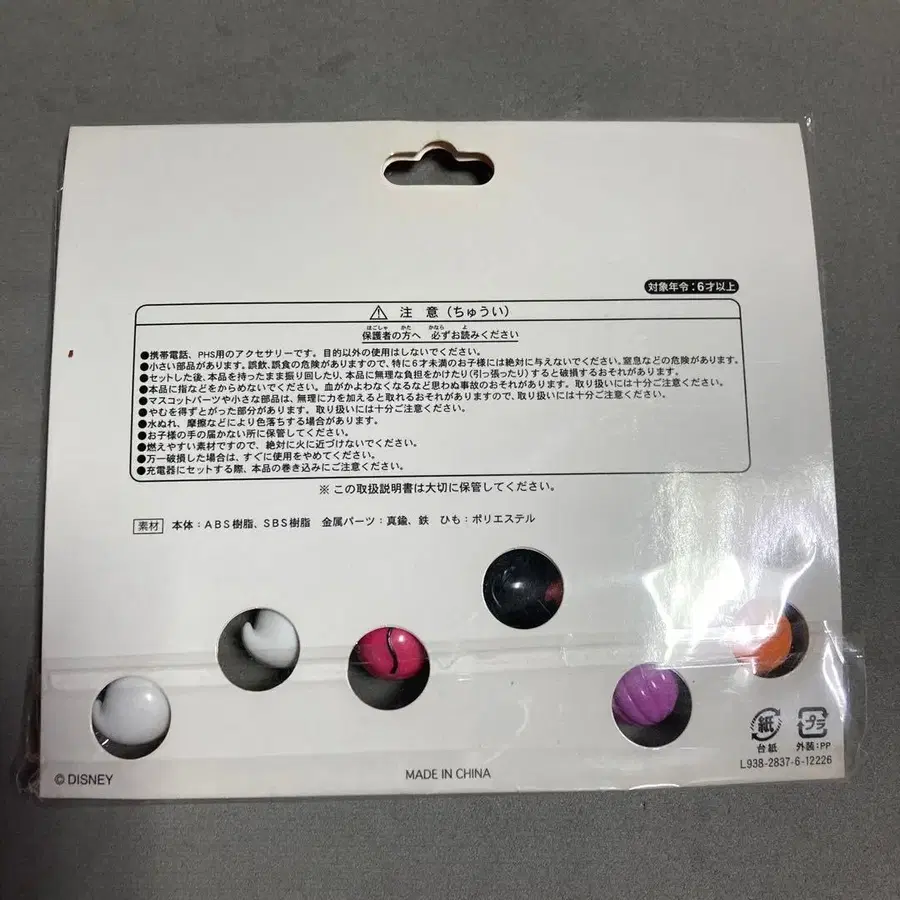 対象年令：6才以上
⚠ 注 意（ちゅうい）
ほごしゃ かた かなら よ
保護者の方へ 必ずお読みください
●携帯電話、PHS用のアクセサリーです。目的以外の使用はしないでください。
●小さい部品があります。誤飲、誤食の危険がありますので、特に6才未満のお子様には絶対に与えないでください。窒息などの危険があります。
●セットした後、本品を持ったまま振り回したり、本品に無理な負担をかけたり（引っ張ったり）すると破損するおそれがあります。
●本品に指などをからめないでください。血がかよわなくなるなど思わぬ事故のおそれがあります。取り扱いには十分ご注意ください。
●マスコットパーツや小さな部品は、無理に力を加えると取れるおそれがありますので、取り扱いには十分ご注意ください。
●やむを得ずとがった部分があります。取り扱いには十分ご注意ください。
●水ぬれ、摩擦などにより色落ちする場合があります。
●お子様の手の届かない所に保管してください。
●燃えやすい素材ですので、絶対に火に近づけないでください。
●万一破損した場合は、すぐに使用をやめてください。
●充電器にセットする際、本品の巻き込みにご注意ください。
※ この取扱説明書は大切に保管してください。
素材 本体：ABS樹脂、SBS樹脂 金属パーツ：真鍮、鉄 ひも：ポリエステル
紙 プラ
台紙 外装：PP
L938-2837-6-12226
© DISNEY
MADE IN CHINA